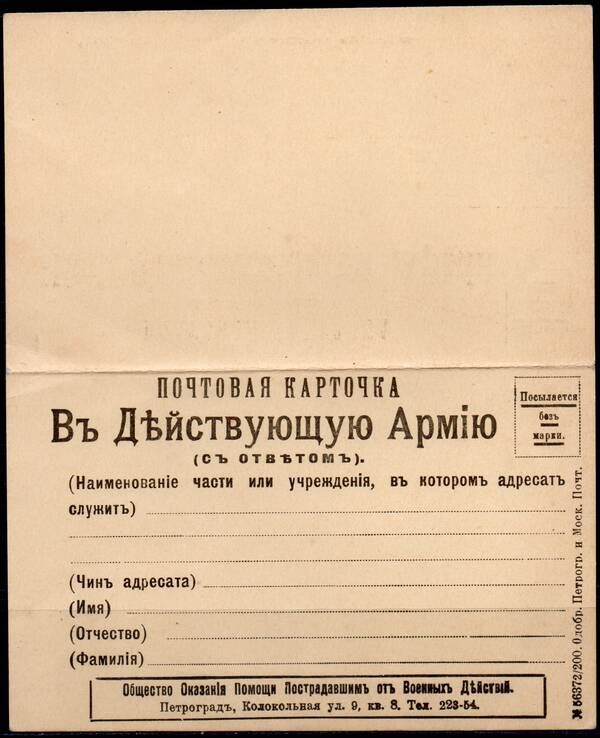 ПОЧТОВАЯ КАРТОЧКА
Въ Дѣйствующую Армію
(СЪ ОТВѢТОМЪ).
Посылается
безъ
марки.
(Наименованіе части или учрежденія, въ которомъ адресатъ
служитъ)
(Чинъ адресата)
(Имя)
(Отчество)
(Фамилія)
Общество Оказанія Помощи Пострадавшимъ отъ Военныхъ Дѣйствій.
Петроградъ, Колокольная ул. 9, кв. 8. Тел. 223-54.
№ 56372/200. Одобр. Петрогр. и Моск. Почт.